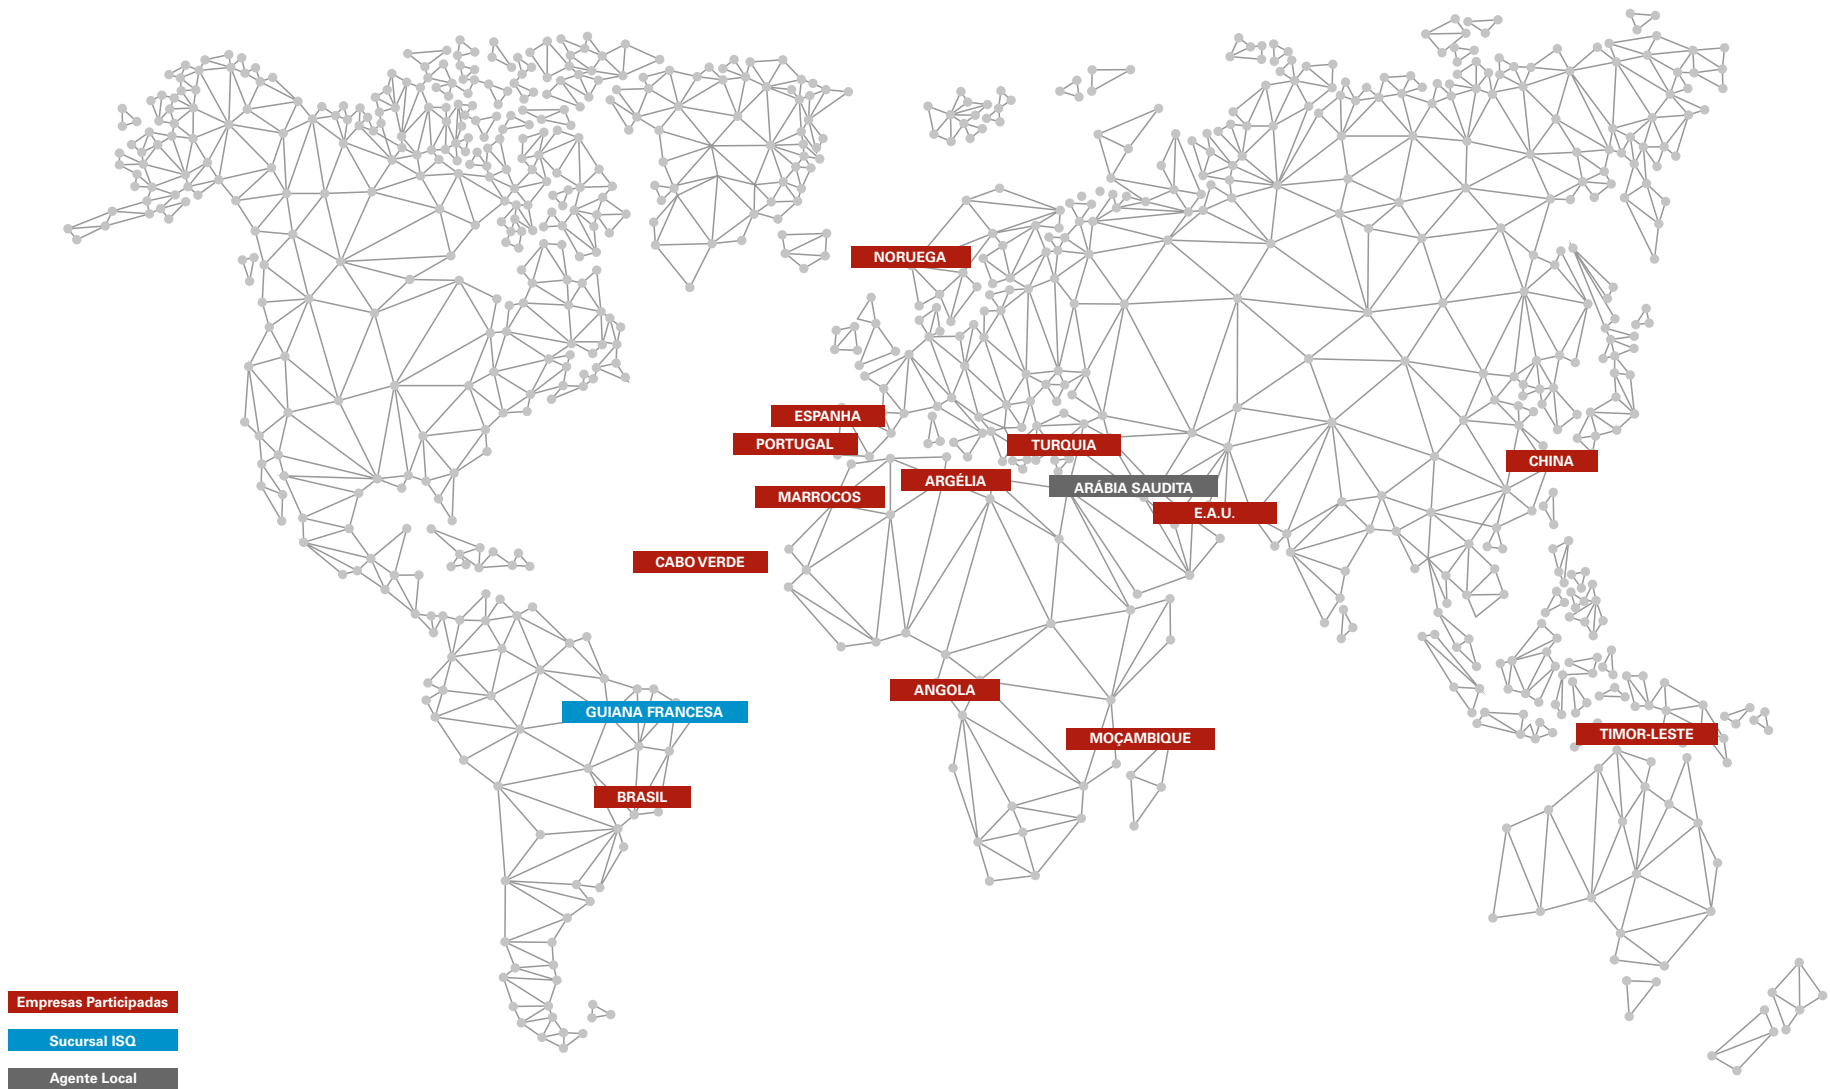 NORUEGA
ESPANHA
PORTUGAL
TURQUIA
CHINA
ARGÉLIA
ARÁBIA SAUDITA
MARROCOS
E.A.U.
CABO VERDE
ANGOLA
GUIANA FRANCESA
MOÇAMBIQUE
TIMOR-LESTE
BRASIL
Empresas Participadas
Sucursal ISQ
Agente Local